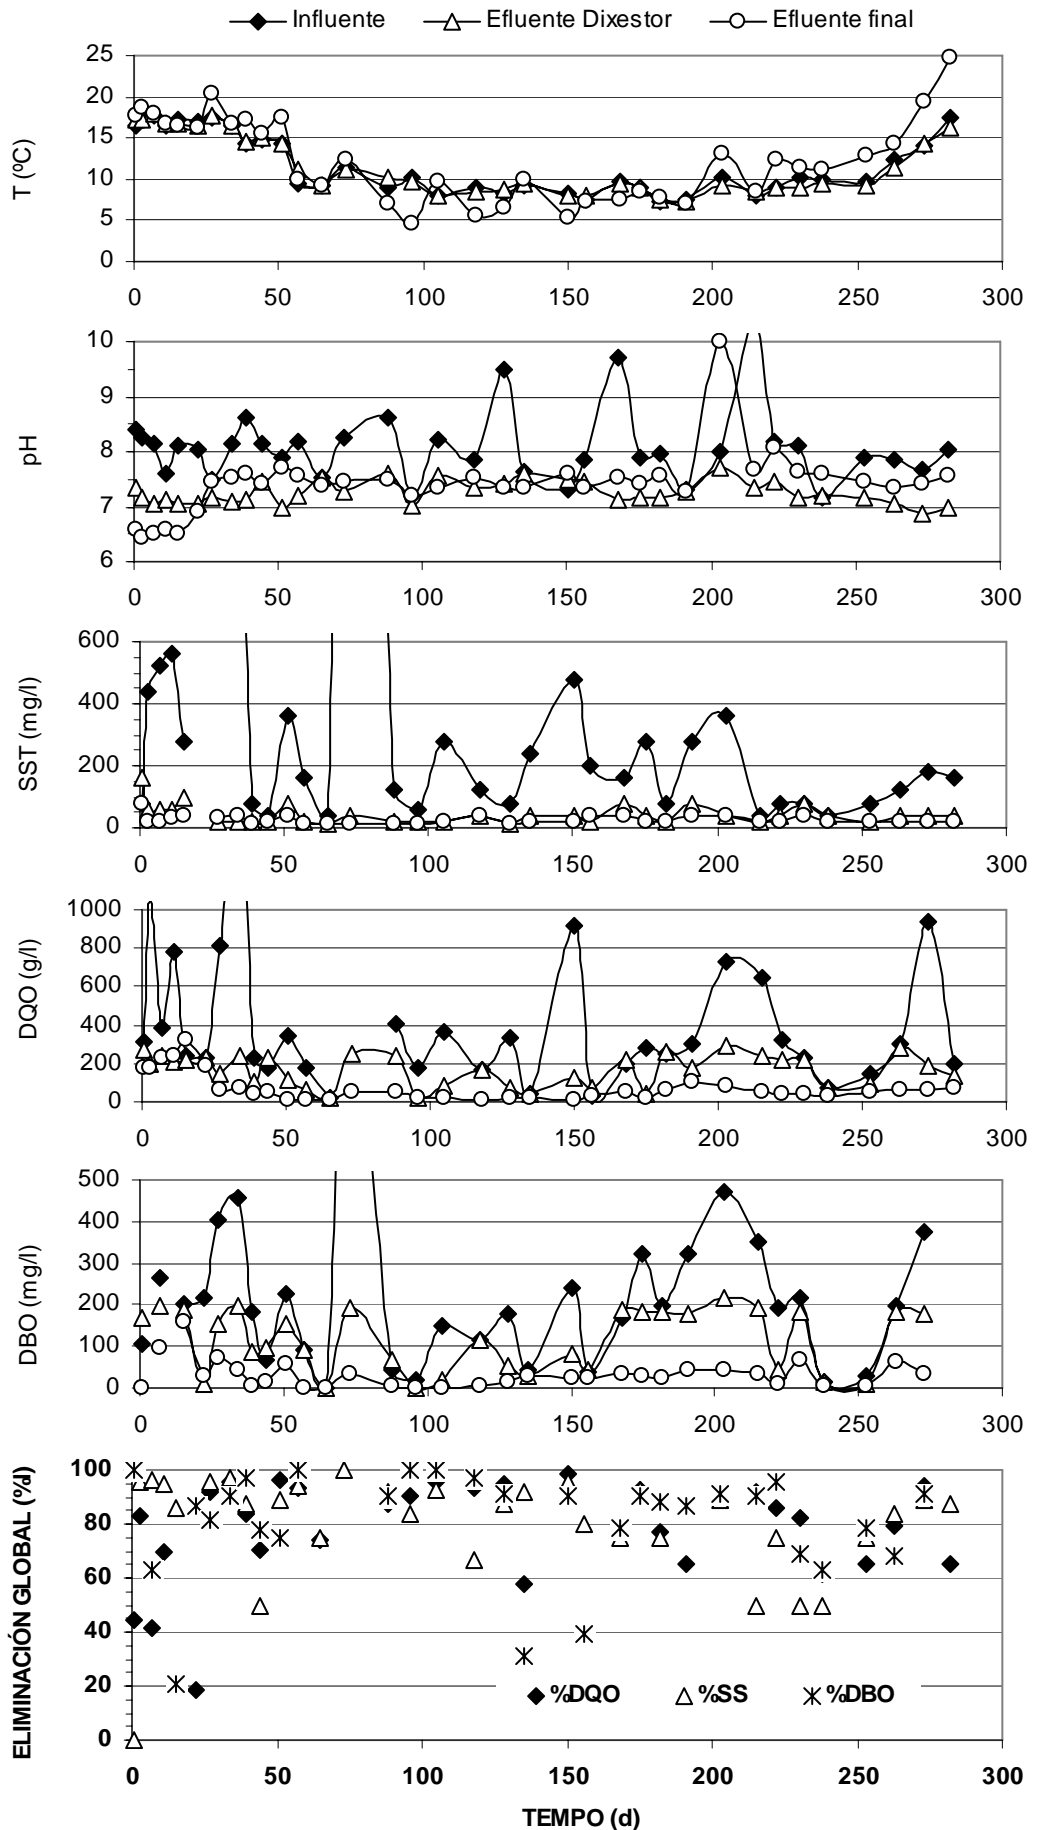 Influente Efluente Dixestor Efluente final
25
20
15
10
5
0
T (ºC)
0 50 100 150 200 250 300
10
9
8
7
6
pH
0 50 100 150 200 250 300
600
400
200
0
SST (mg/l)
0 50 100 150 200 250 300
1000
800
600
400
200
0
DQO (g/l)
0 50 100 150 200 250 300
500
400
300
200
100
0
DBO (mg/l)
0 50 100 150 200 250 300
100
80
60
40
20
0
ELIMINACIÓN GLOBAL (%)
%DQO %SS %DBO
0 50 100 150 200 250 300
TEMPO (d)